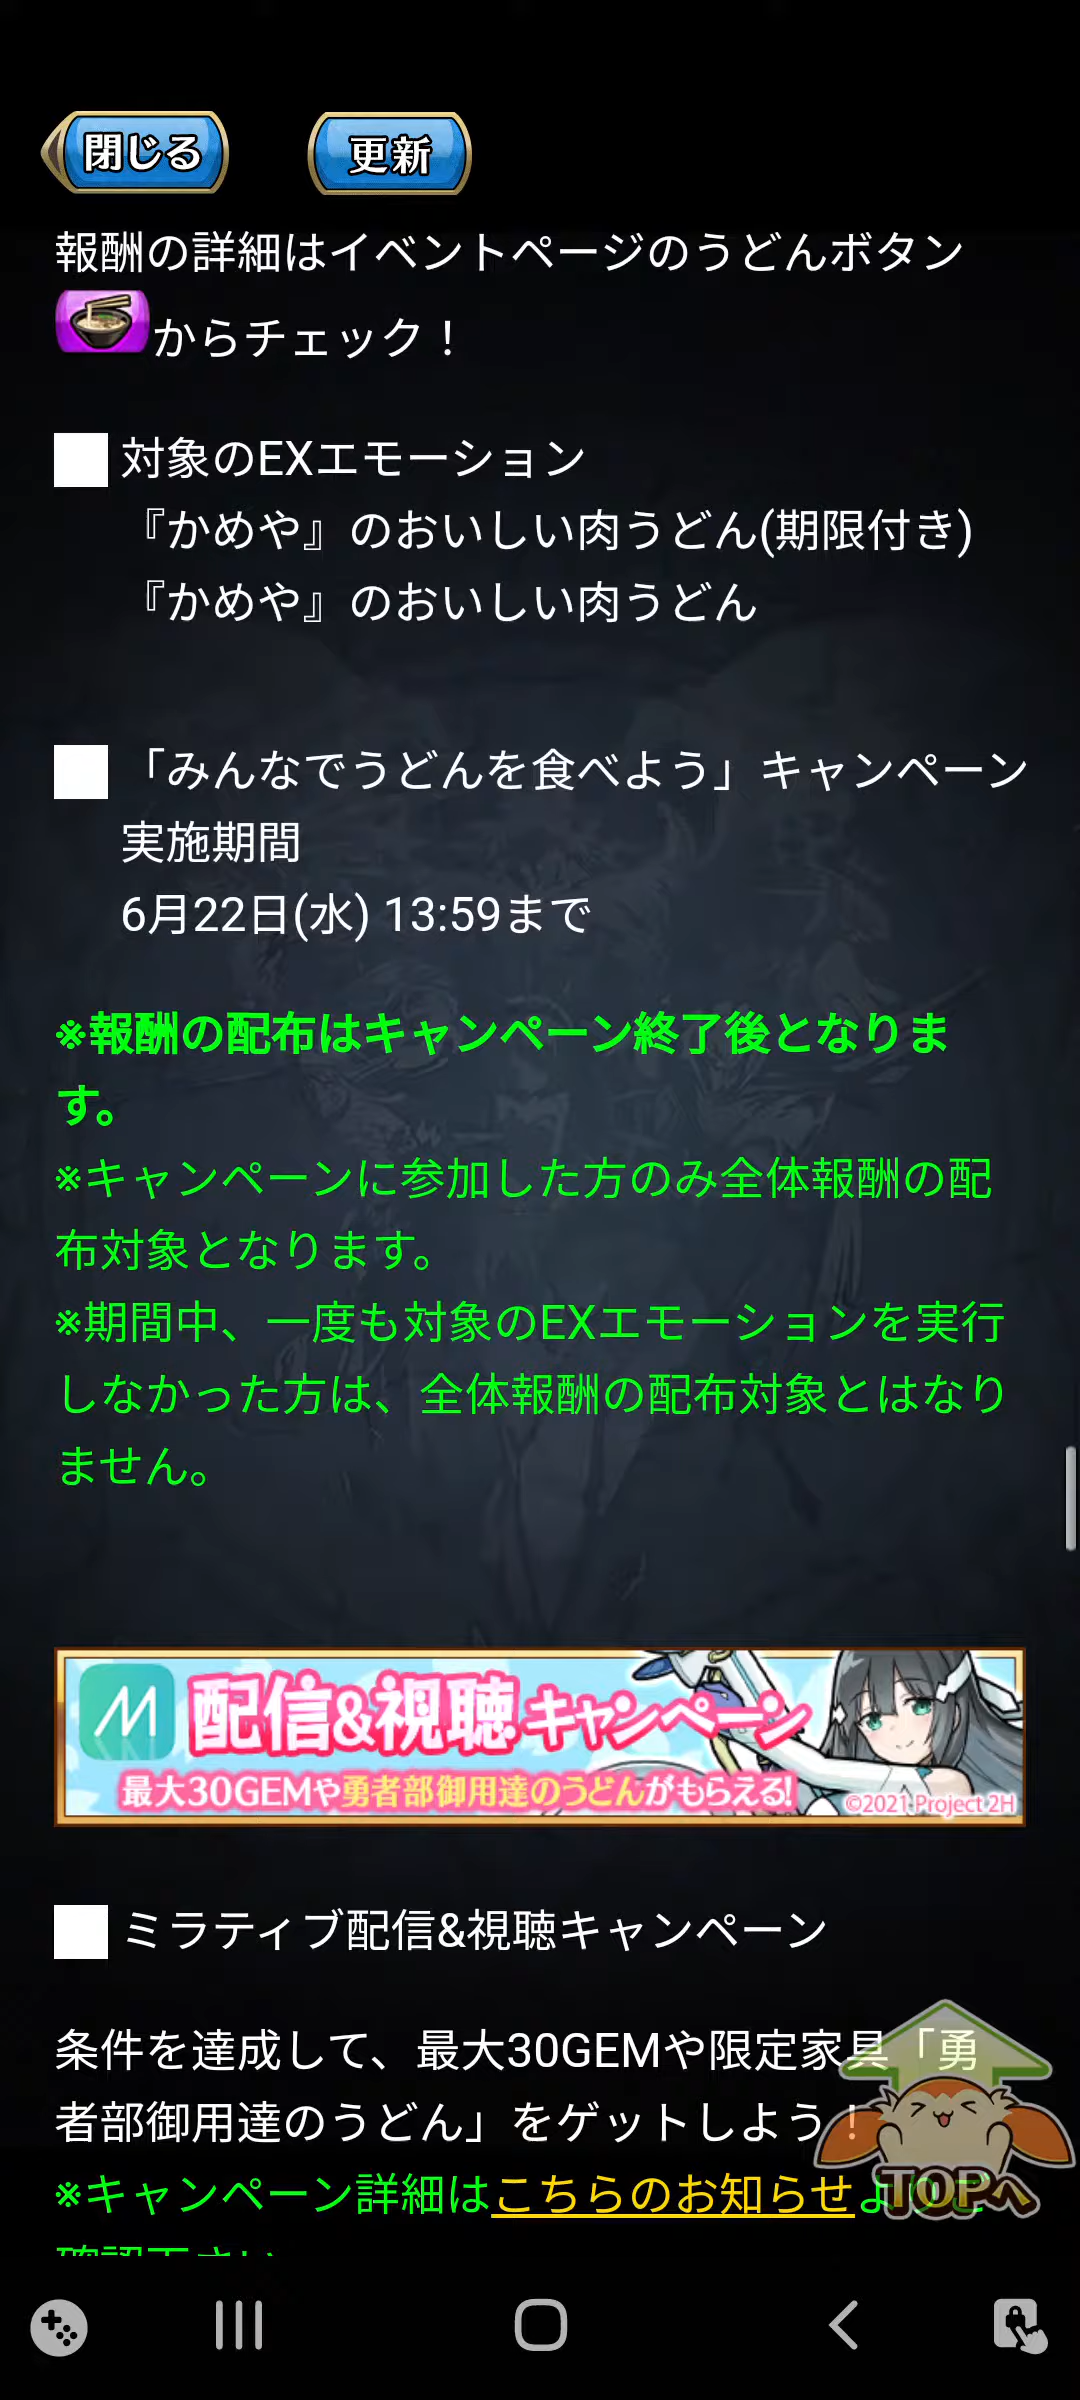 閉じる
更新
報酬の詳細はイベントページのうどんボタン
からチェック！
対象のEXエモーション
『かめや』のおいしい肉うどん(期限付き)
『かめや』のおいしい肉うどん
「みんなでうどんを食べよう」キャンペーン
実施期間
6月22日(水) 13:59まで
※報酬の配布はキャンペーン終了後となりま
す。
※キャンペーンに参加した方のみ全体報酬の配
布対象となります。
※期間中、一度も対象のEXエモーションを実行
しなかった方は、全体報酬の配布対象とはなり
ません。
配信&視聴キャンペーン
最大30GEMや勇者部御用達のうどんがもらえる!
©2021 Project 2H
ミラティブ配信&視聴キャンペーン
条件を達成して、最大30GEMや限定家具「勇
者部御用達のうどん」をゲットしよう！
※キャンペーン詳細はこちらのお知らせよりご
TOPへ